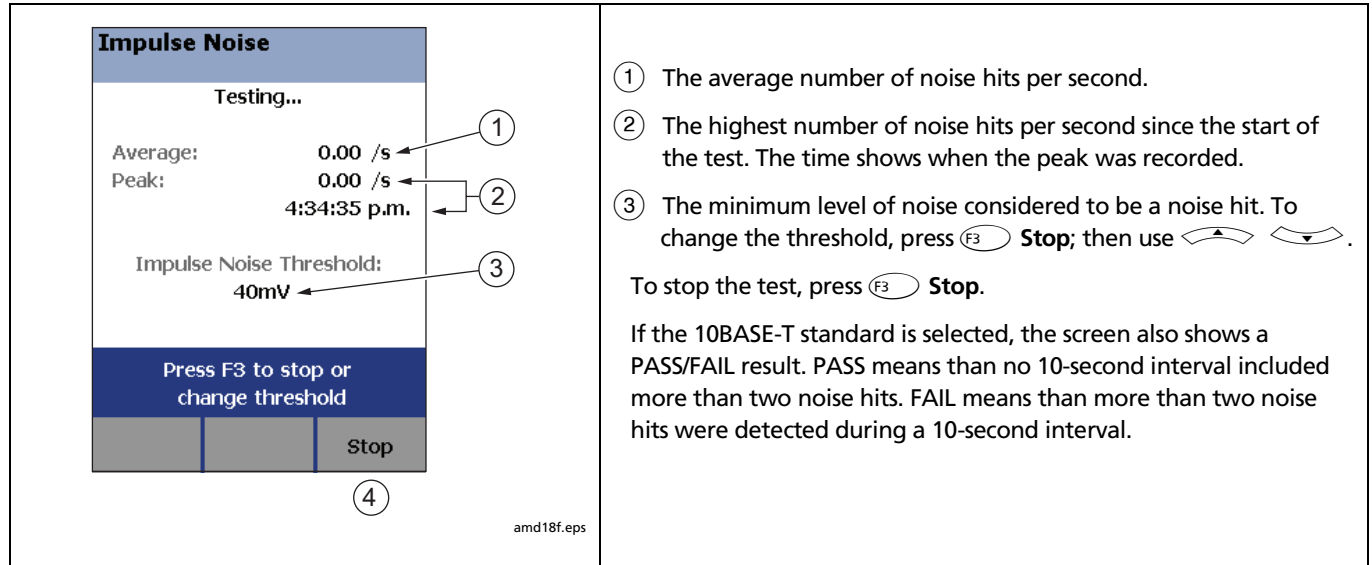 Impulse Noise
Testing...
Average: 0.00 /s
Peak: 0.00 /s
4:34:35 p.m.
Impulse Noise Threshold:
40mV
Press F3 to stop or
change threshold
Stop
1
2
3
4
amd18f.eps
1 The average number of noise hits per second.
2 The highest number of noise hits per second since the start of
the test. The time shows when the peak was recorded.
3 The minimum level of noise considered to be a noise hit. To
change the threshold, press F3 Stop; then use .
To stop the test, press F3 Stop.
If the 10BASE-T standard is selected, the screen also shows a
PASS/FAIL result. PASS means than no 10-second interval included
more than two noise hits. FAIL means than more than two noise
hits were detected during a 10-second interval.